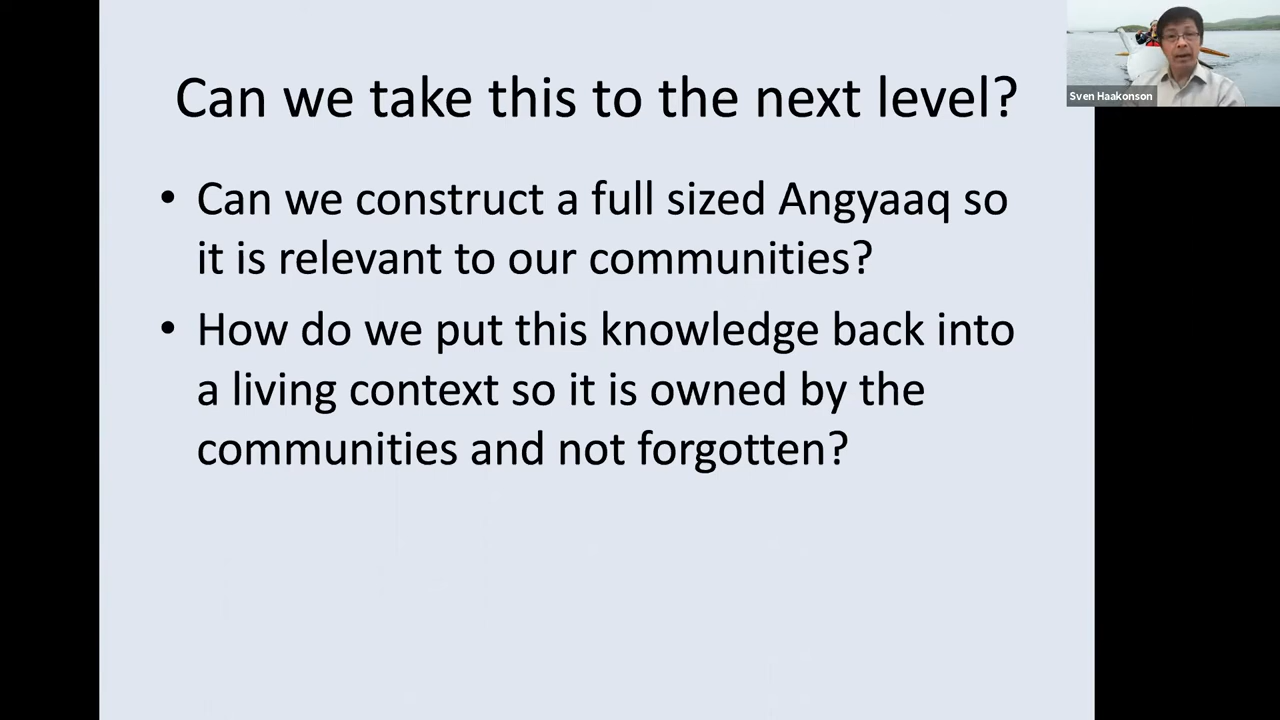 Can we take this to the next level?
• Can we construct a full sized Angyaaq so
it is relevant to our communities?
• How do we put this knowledge back into
a living context so it is owned by the
communities and not forgotten?
Sven Haakonson